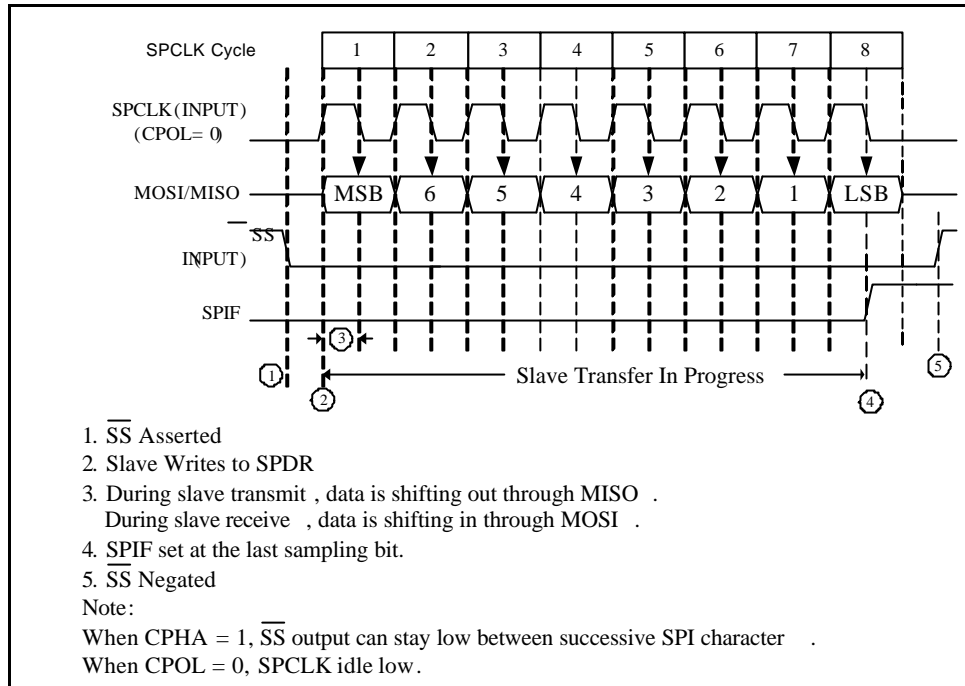 SPCLK Cycle 1 2 3 4 5 6 7 8
SPCLK(INPUT)
(CPOL= 0)
MOSI/MISO MSB 6 5 4 3 2 1 LSB
SS
INPUT)
SPIF
3
1 Slave Transfer In Progress 5
2 4
1. SS Asserted
2. Slave Writes to SPDR
3. During slave transmit , data is shifting out through MISO .
During slave receive , data is shifting in through MOSI .
4. SPIF set at the last sampling bit.
5. SS Negated
Note:
When CPHA = 1, SS output can stay low between successive SPI character .
When CPOL = 0, SPCLK idle low.